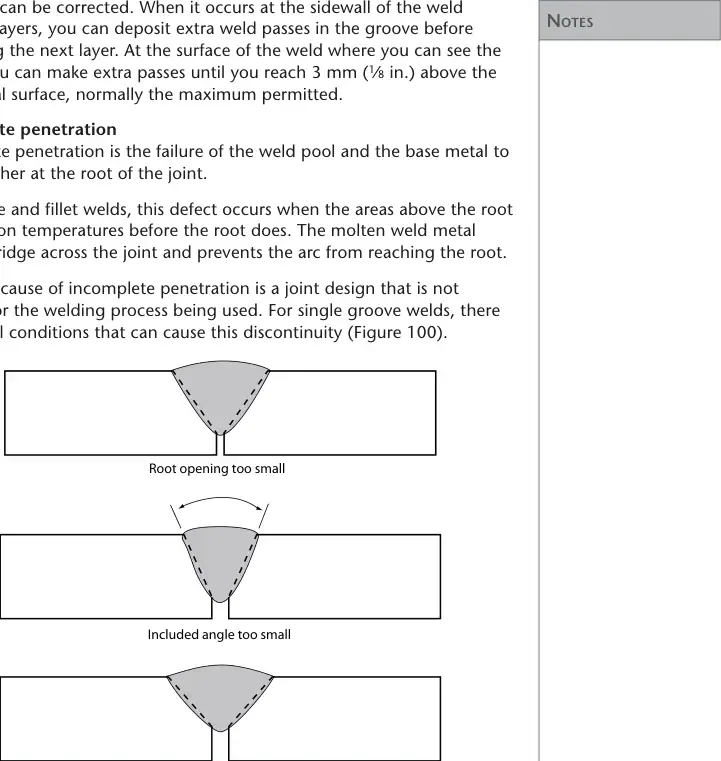 can be corrected. When it occurs at the sidewall of the weld
ayers, you can deposit extra weld passes in the groove before
g the next layer. At the surface of the weld where you can see the
u can make extra passes until you reach 3 mm (⅛ in.) above the
al surface, normally the maximum permitted.
te penetration
te penetration is the failure of the weld pool and the base metal to
her at the root of the joint.
e and fillet welds, this defect occurs when the areas above the root
on temperatures before the root does. The molten weld metal
ridge across the joint and prevents the arc from reaching the root.
cause of incomplete penetration is a joint design that is not
or the welding process being used. For single groove welds, there
l conditions that can cause this discontinuity (Figure 100).
Root opening too small
Included angle too small
NOTES